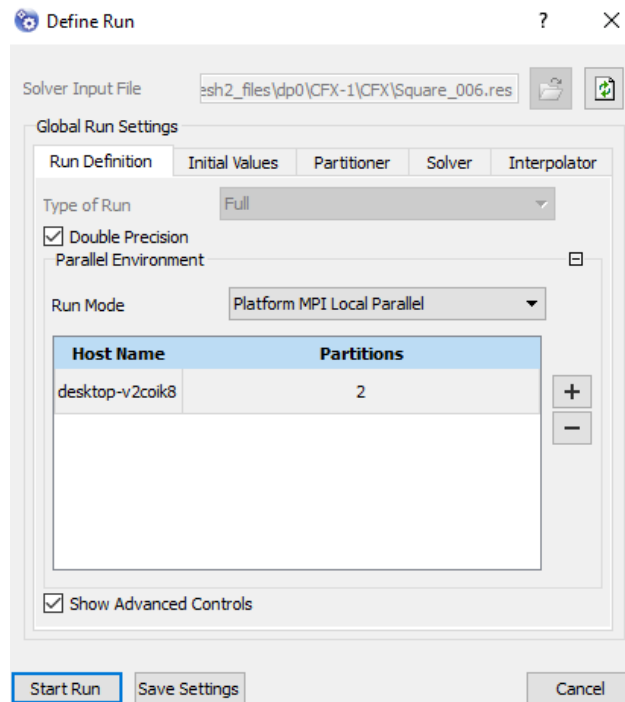 Define Run
?
Solver Input File
esh2_files\dp0\CFX-1\CFX\Square_006.res
Global Run Settings
Run Definition Initial Values Partitioner Solver Interpolator
Type of Run Full
Double Precision
Parallel Environment
Run Mode Platform MPI Local Parallel
Host Name Partitions
desktop-v2coik8 2
+
−
Show Advanced Controls
Start Run Save Settings Cancel